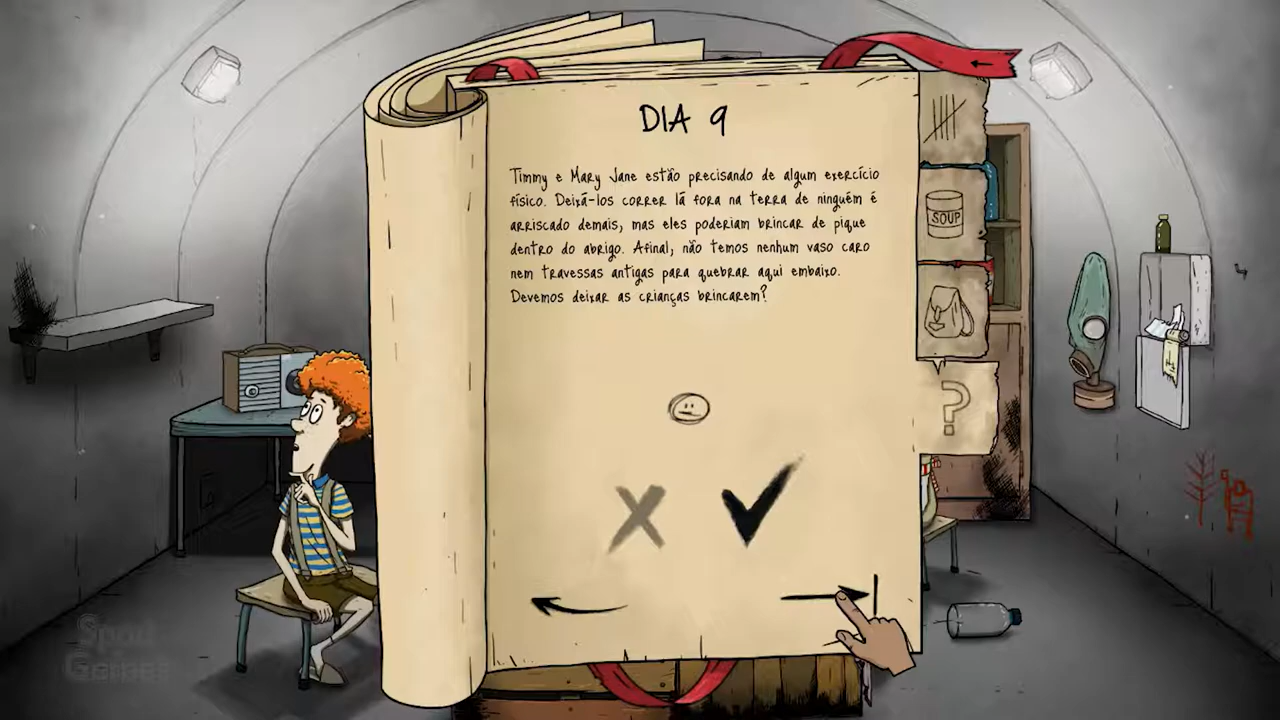 DIA 9
Timmy e Mary Jane estão precisando de algum exercício
físico. Deixá-los correr lá fora na terra de ninguém é
arriscado demais, mas eles poderiam brincar de pique
dentro do abrigo. Afinal, não temos nenhum vaso caro
nem travessas antigas para quebrar aqui embaixo.
Devemos deixar as crianças brincarem?
SOUP
?